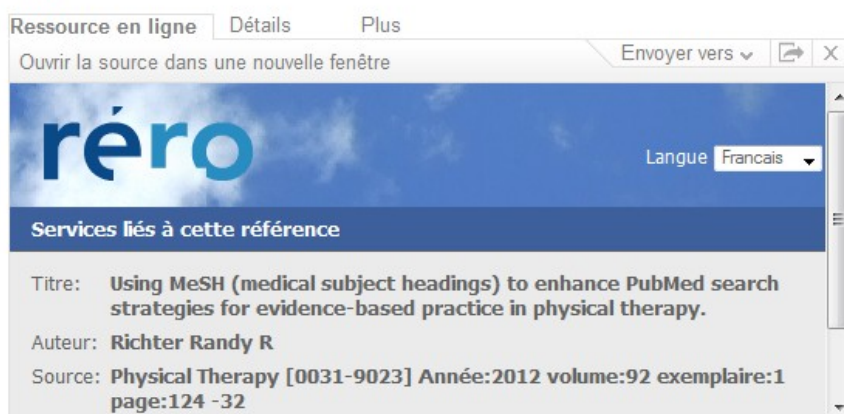 Ressource en ligne Détails Plus
Ouvrir la source dans une nouvelle fenêtre Envoyer vers
réro
Langue Francais
Services liés à cette référence
Titre: Using MeSH (medical subject headings) to enhance PubMed search
strategies for evidence-based practice in physical therapy.
Auteur: Richter Randy R
Source: Physical Therapy [0031-9023] Année:2012 volume:92 exemplaire:1
page:124 -32